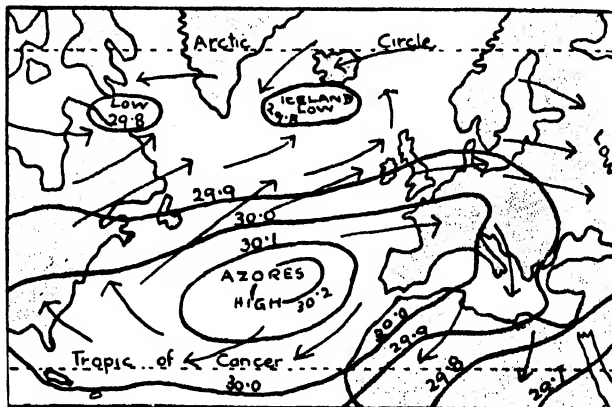 Arctic Circle
LOW
29.8
ICELAND
LOW
29.8
29.9
30.0
30.1
AZORES
HIGH
30.2
30.0
29.9
29.8
29.7
Tropic of Cancer
30.0